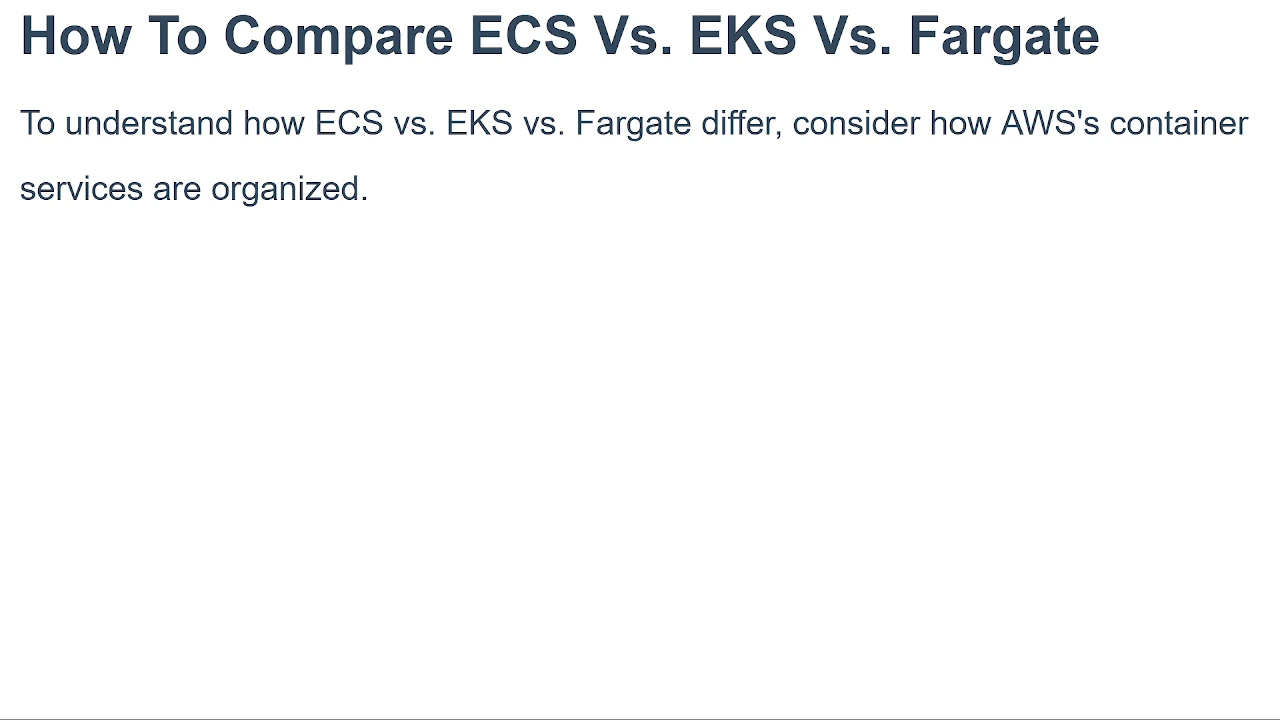 How To Compare ECS Vs. EKS Vs. Fargate
To understand how ECS vs. EKS vs. Fargate differ, consider how AWS's container
services are organized.